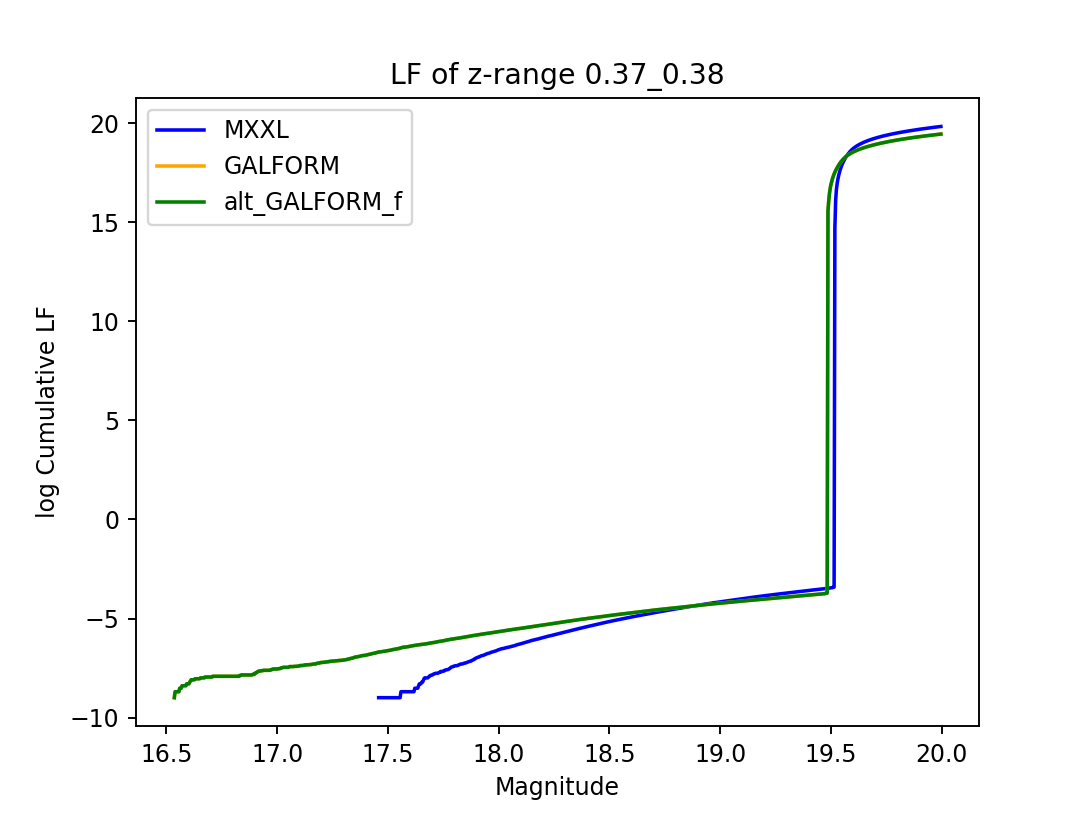 LF of z-range 0.37_0.38
MXXL
GALFORM
alt_GALFORM_f
20
15
10
5
0
−5
−10
log Cumulative LF
16.5 17.0 17.5 18.0 18.5 19.0 19.5 20.0
Magnitude